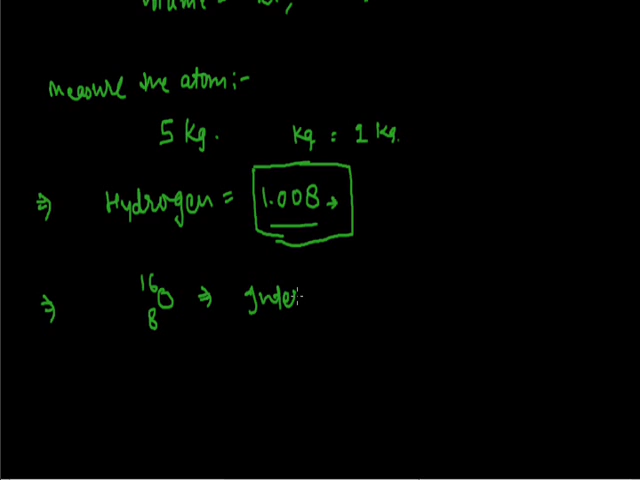 Measure the atom:-
5 kg. kg = 1 kg.
⇒ Hydrogen = 1.008 →
⇒ ¹⁶₈O ⇒ Inde